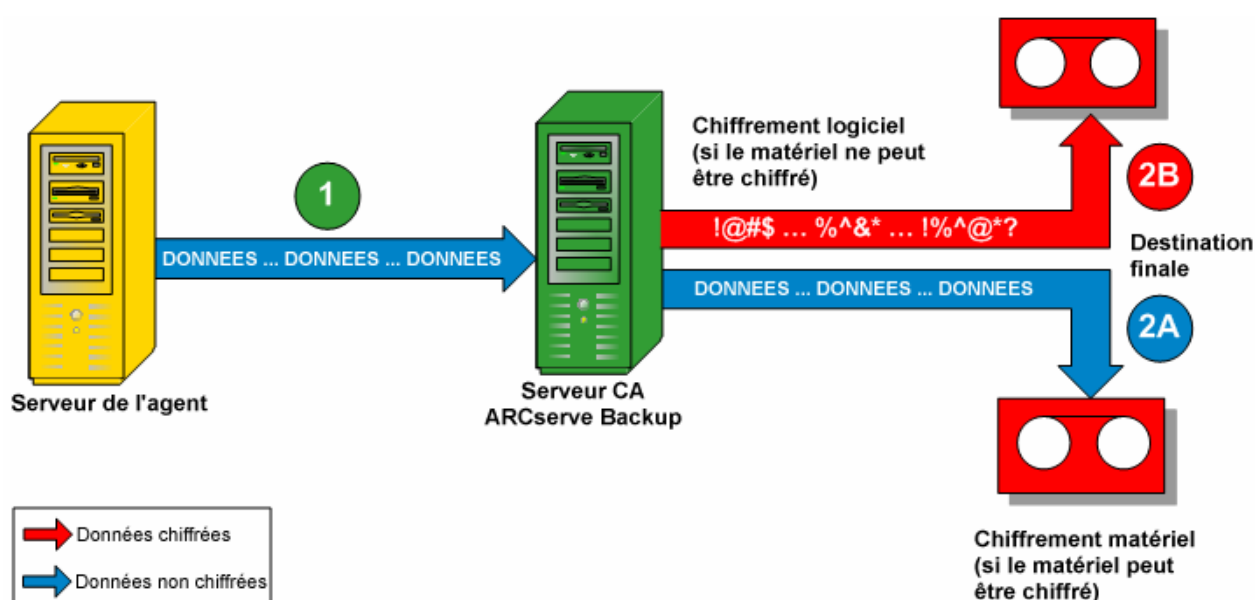 Chiffrement logiciel
(si le matériel ne peut
être chiffré)
1
2B
!@#$ ... %^&* ... !%^@*?
DONNEES ... DONNEES ... DONNEES
Destination
finale
DONNEES ... DONNEES ... DONNEES
2A
Serveur de l'agent
Serveur CA
ARCserve Backup
Chiffrement matériel
(si le matériel peut
être chiffré)
Données chiffrées
Données non chiffrées